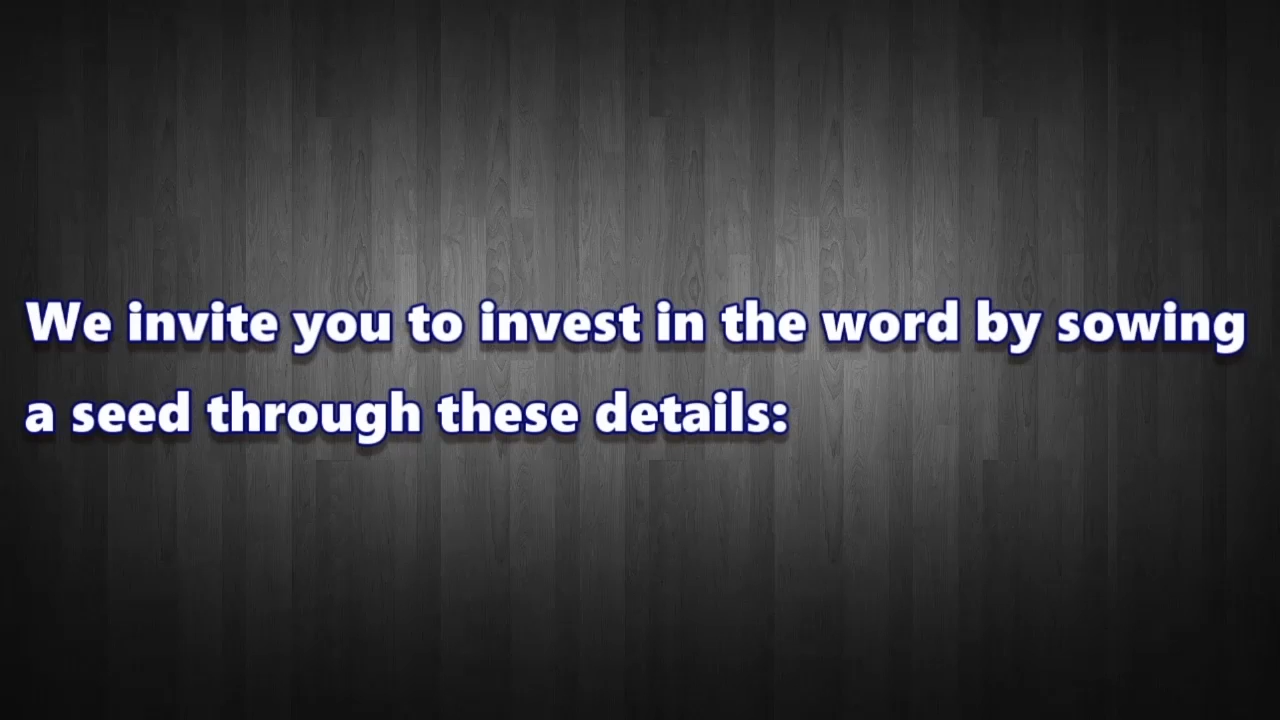 We invite you to invest in the word by sowing
a seed through these details: